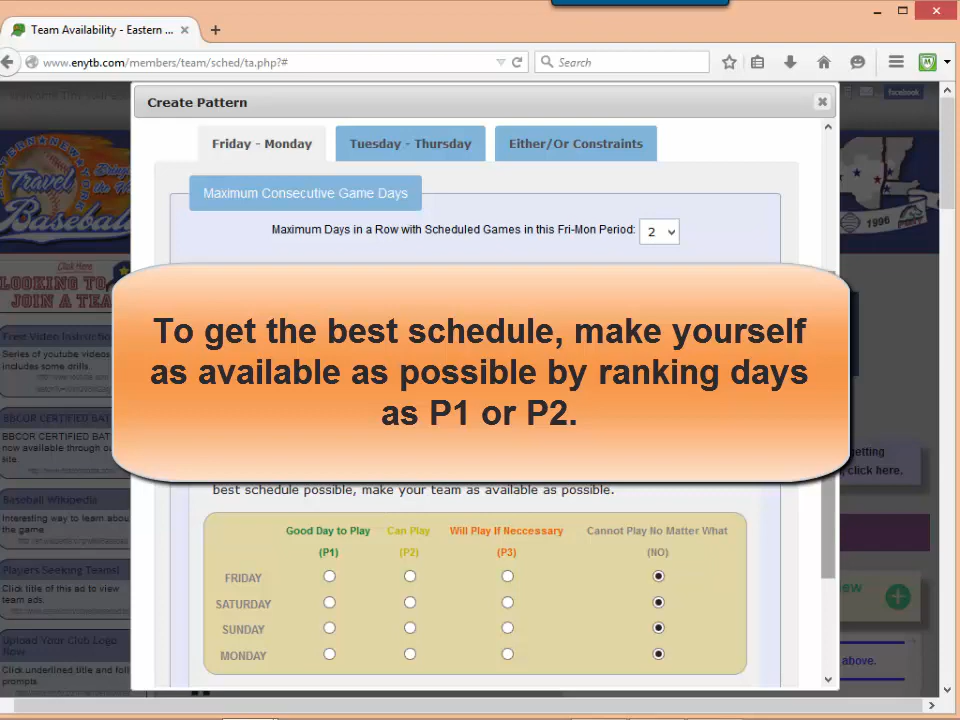 Team Availability - Eastern ...
www.enytb.com/members/team/sched/ta.php?#
Search
facebook
Create Pattern
Friday - Monday
Tuesday - Thursday
Either/Or Constraints
Maximum Consecutive Game Days
Maximum Days in a Row with Scheduled Games in this Fri-Mon Period: 2
Travel
Baseball
1996
Click Here
LOOKING TO
JOIN A TEA
To get the best schedule, make yourself
as available as possible by ranking days
as P1 or P2.
Free Video Instructio
Series of youtube videos
includes some drills.
BBCOR CERTIFIED BAT
BBCOR CERTIFIED BAT
now available through ou
site.
getting
, click here.
best schedule possible, make your team as available as possible.
Baseball Wikipedia
Interesting way to learn abou
the game
Good Day to Play Can Play Will Play If Neccessary Cannot Play No Matter What
(P1) (P2) (P3) (NO)
FRIDAY
SATURDAY
SUNDAY
MONDAY
Players Seeking Teams!
Click title of this ad to view
team ads.
Upload Your Club Logo
Now
Click underlined title and foll
prompts.
above.